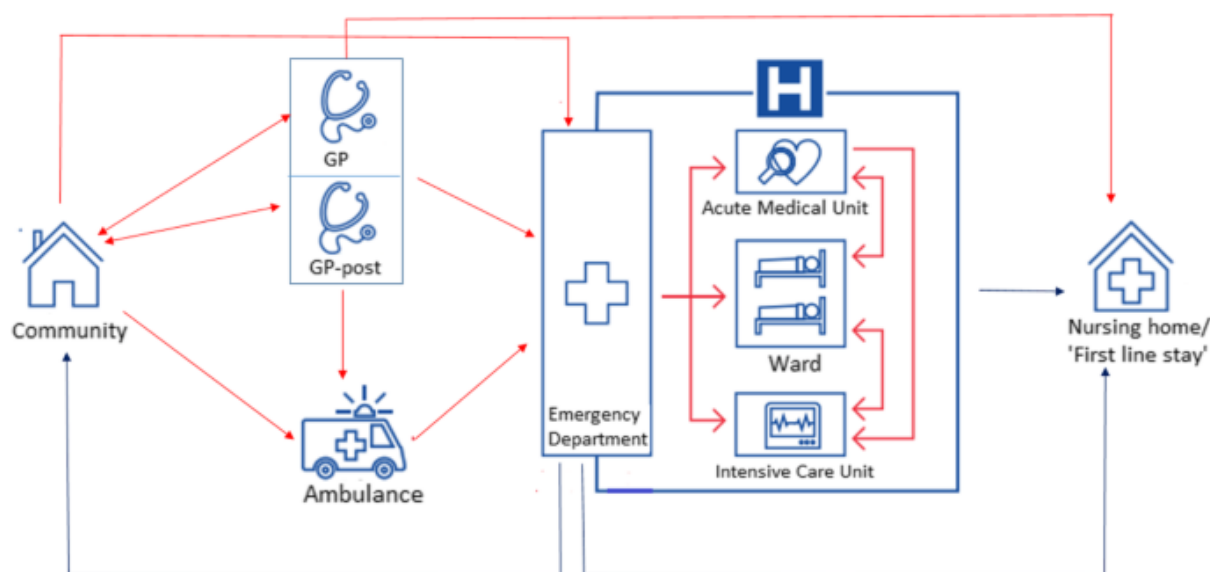 H
GP
GP-post
Community
Ambulance
Emergency
Department
Acute Medical Unit
Ward
Intensive Care Unit
Nursing home/
'First line stay'